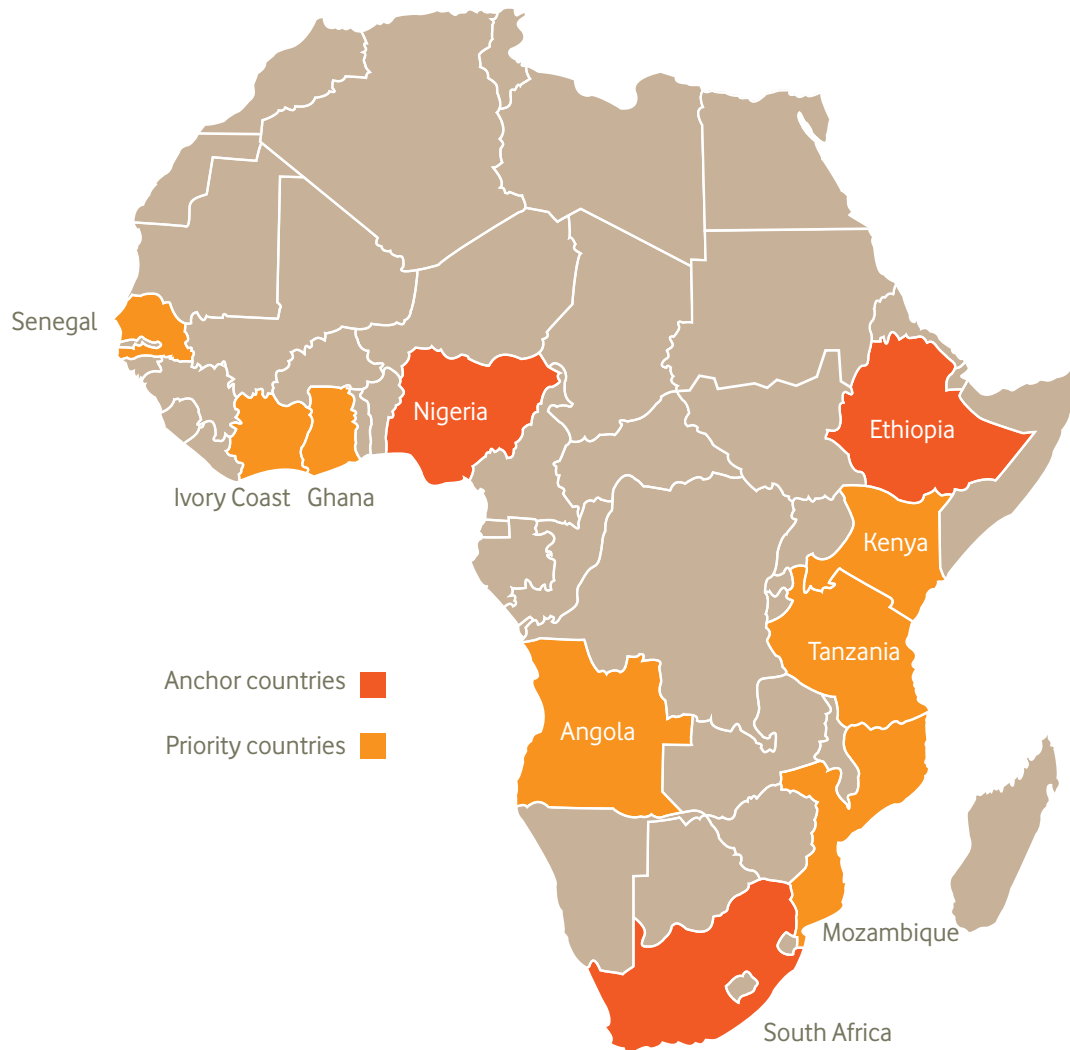 Senegal
Nigeria
Ethiopia
Ivory Coast
Ghana
Kenya
Tanzania
Anchor countries
Angola
Priority countries
Mozambique
South Africa